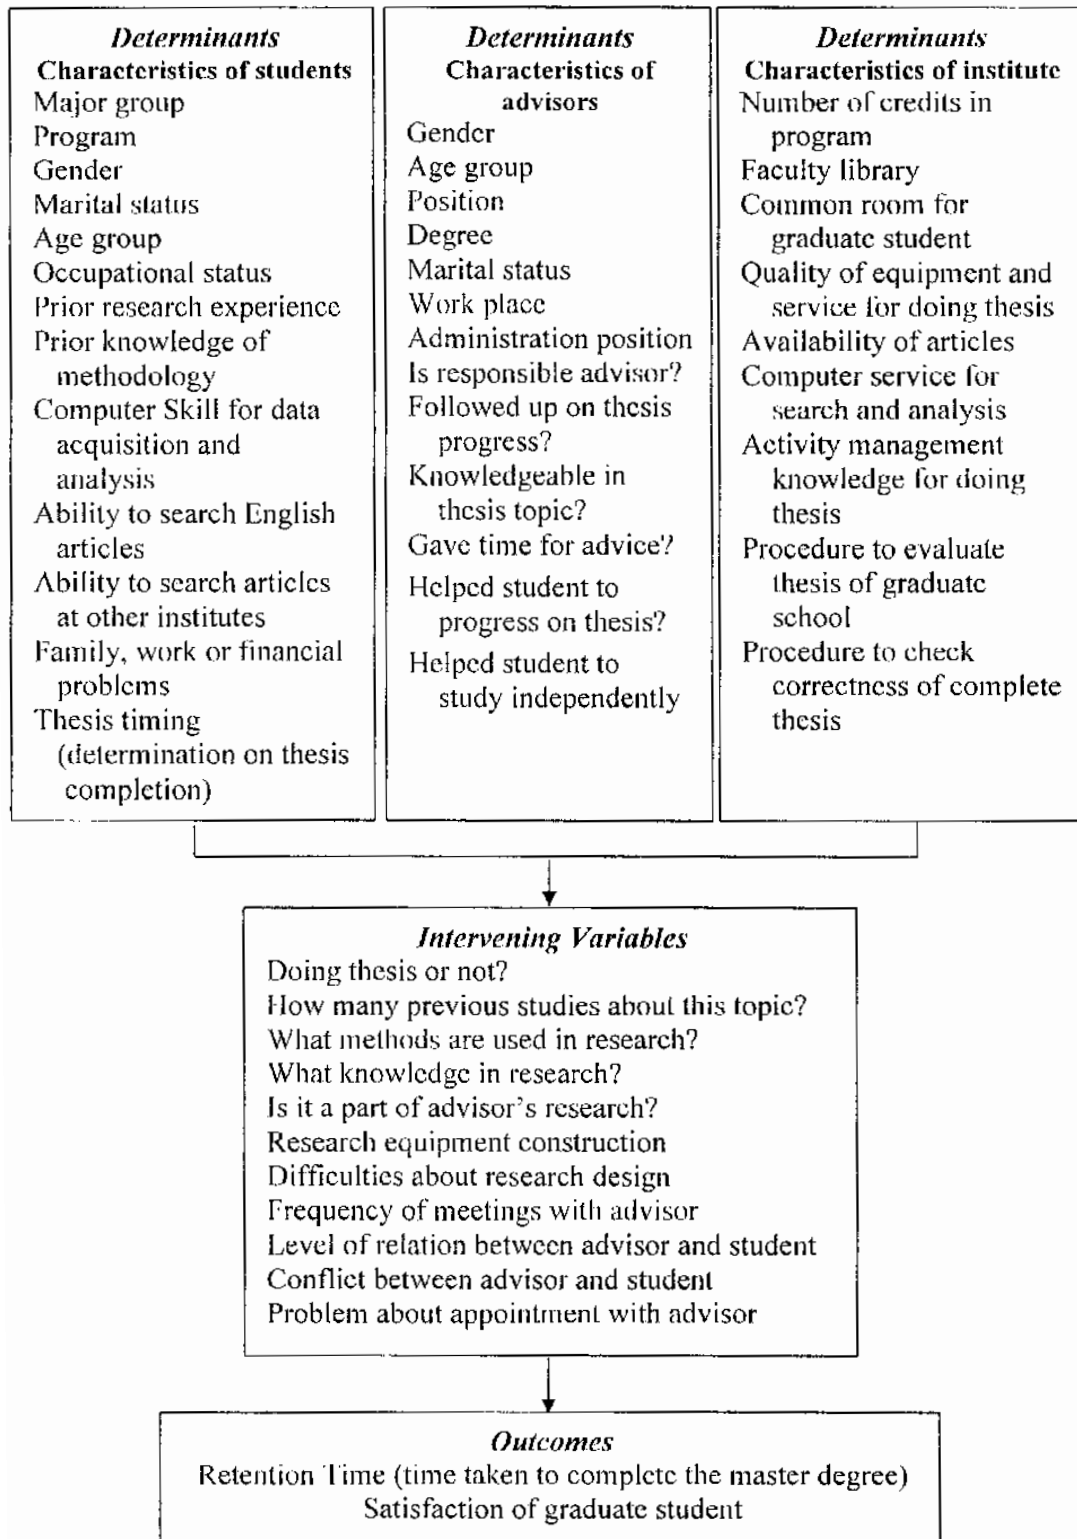 Determinants
Characteristics of students
Major group
Program
Gender
Marital status
Age group
Occupational status
Prior research experience
Prior knowledge of
methodology
Computer Skill for data
acquisition and
analysis
Ability to search English
articles
Ability to search articles
at other institutes
Family, work or financial
problems
Thesis timing
(determination on thesis
completion)
Determinants
Characteristics of
advisors
Gender
Age group
Position
Degree
Marital status
Work place
Administration position
Is responsible advisor?
Followed up on thesis
progress?
Knowledgeable in
thesis topic?
Gave time for advice?
Helped student to
progress on thesis?
Helped student to
study independently
Determinants
Characteristics of institute
Number of credits in
program
Faculty library
Common room for
graduate student
Quality of equipment and
service for doing thesis
Availability of articles
Computer service for
search and analysis
Activity management
knowledge for doing
thesis
Procedure to evaluate
thesis of graduate
school
Procedure to check
correctness of complete
thesis
Intervening Variables
Doing thesis or not?
How many previous studies about this topic?
What methods are used in research?
What knowledge in research?
Is it a part of advisor's research?
Research equipment construction
Difficulties about research design
Frequency of meetings with advisor
Level of relation between advisor and student
Conflict between advisor and student
Problem about appointment with advisor
Outcomes
Retention Time (time taken to complete the master degree)
Satisfaction of graduate student